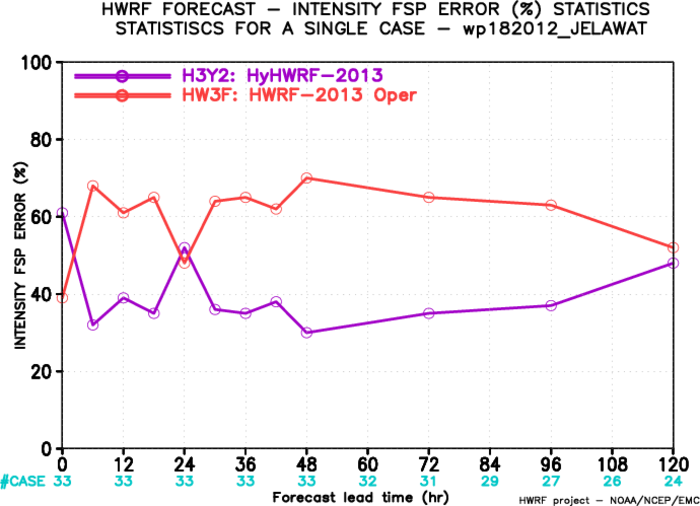 HWRF FORECAST – INTENSITY FSP ERROR (%) STATISTICS
STATISTISCS FOR A SINGLE CASE – wp182012_JELAWAT
H3Y2: HyHWRF–2013
HW3F: HWRF–2013 Oper
INTENSITY FSP ERROR (%)
100
80
60
40
20
0
0 12 24 36 48 60 72 84 96 108 120
#CASE 33 33 33 33 33 32 31 29 27 26 24
Forecast lead time (hr)
HWRF project – NOAA/NCEP/EMC